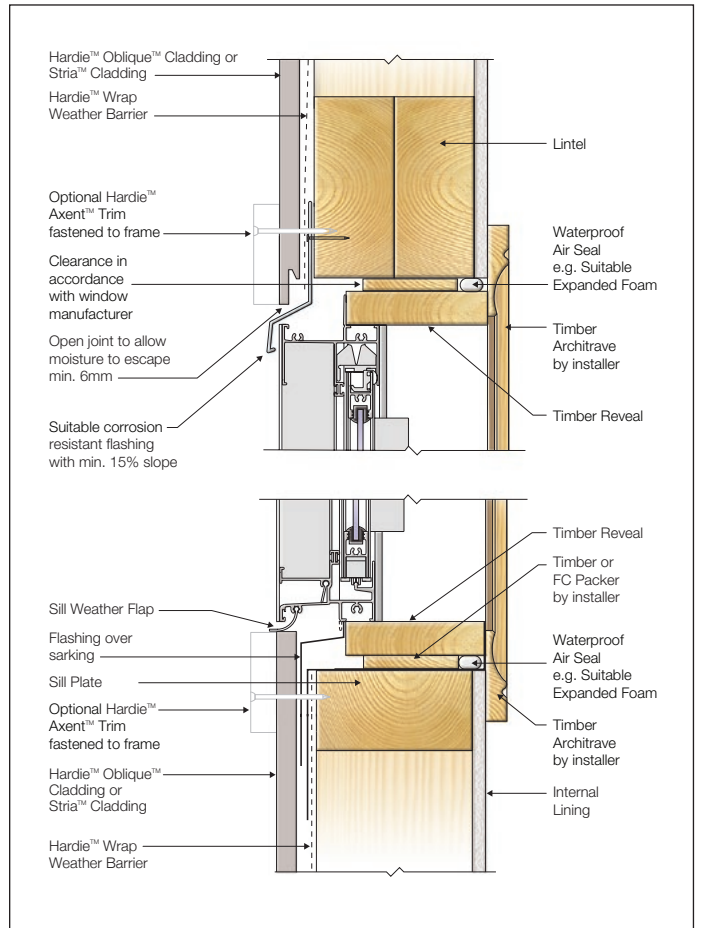 Hardie™ Oblique™ Cladding or
Stria™ Cladding
Hardie™ Wrap
Weather Barrier
Optional Hardie™
Axent™ Trim
fastened to frame
Clearance in
accordance
with window
manufacturer
Open joint to allow
moisture to escape
min. 6mm
Suitable corrosion
resistant flashing
with min. 15% slope
Lintel
Waterproof
Air Seal
e.g. Suitable
Expanded Foam
Timber
Architrave
by installer
Timber Reveal
Sill Weather Flap
Flashing over
sarking
Sill Plate
Optional Hardie™
Axent™ Trim
fastened to frame
Hardie™ Oblique™
Cladding or
Stria™ Cladding
Hardie™ Wrap
Weather Barrier
Timber Reveal
Timber or
FC Packer
by installer
Waterproof
Air Seal
e.g. Suitable
Expanded Foam
Timber
Architrave
by installer
Internal
Lining